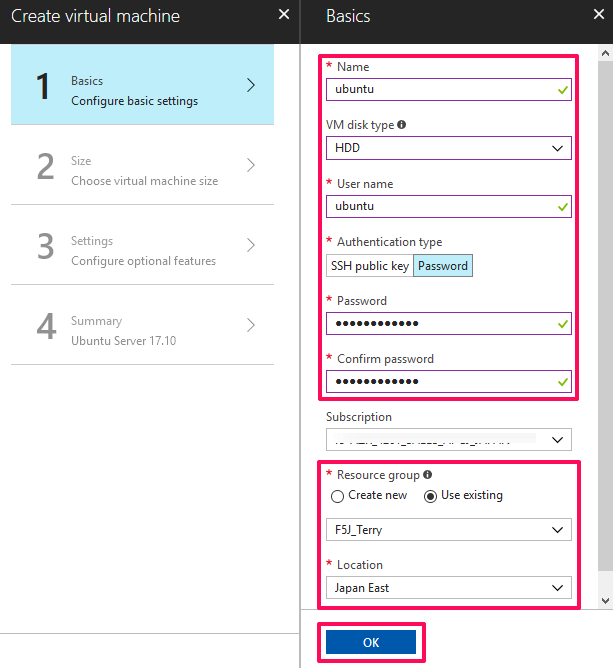 Create virtual machine
1
Basics
Configure basic settings
2
Size
Choose virtual machine size
3
Settings
Configure optional features
4
Summary
Ubuntu Server 17.10
Basics
* Name
ubuntu
VM disk type
HDD
* User name
ubuntu
* Authentication type
SSH public key Password
* Password
••••••••••••
* Confirm password
••••••••••••
Subscription
* Resource group
Create new Use existing
F5J_Terry
* Location
Japan East
OK